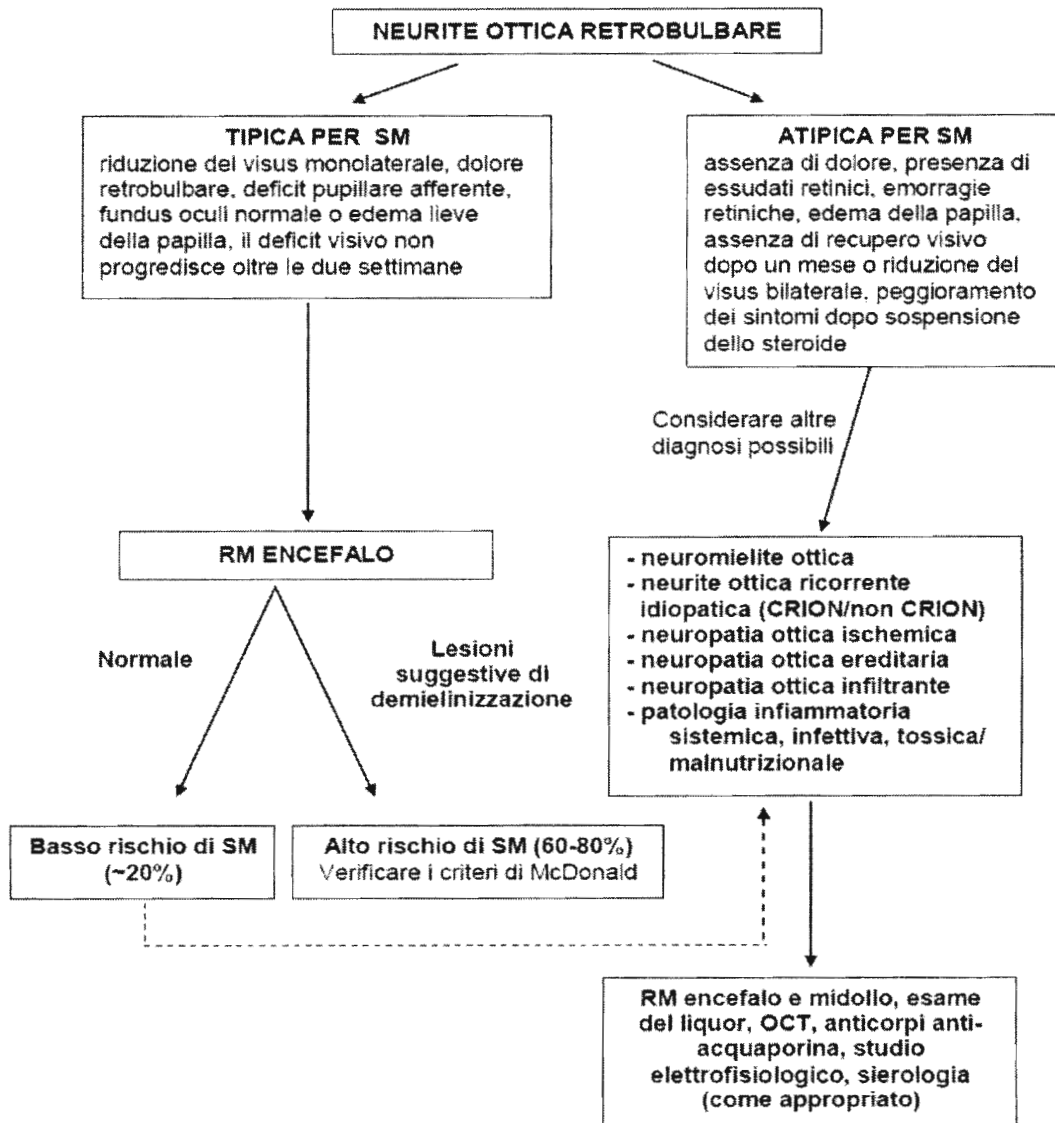 NEURITE OTTICA RETROBULBARE
TIPICA PER SM
riduzione del visus monolaterale, dolore
retrobulbare, deficit pupillare afferente,
fundus oculi normale o edema lieve
della papilla, il deficit visivo non
progredisce oltre le due settimane
ATIPICA PER SM
assenza di dolore, presenza di
essudati retinici, emorragie
retiniche, edema della papilla,
assenza di recupero visivo
dopo un mese o riduzione del
visus bilaterale, peggioramento
dei sintomi dopo sospensione
dello steroide
Considerare altre
diagnosi possibili
RM ENCEFALO
Normale
Lesioni
suggestive di
demielinizzazione
- neuromielite ottica
- neurite ottica ricorrente
idiopatica (CRION/non CRION)
- neuropatia ottica ischemica
- neuropatia ottica ereditaria
- neuropatia ottica infiltrante
- patologia infiammatoria
sistemica, infettiva, tossica/
malnutrizionale
Basso rischio di SM
(~20%)
Alto rischio di SM (60-80%)
Verificare i criteri di McDonald
RM encefalo e midollo, esame
del liquor, OCT, anticorpi anti-
acquaporina, studio
elettrofisiologico, sierologia
(come appropriato)